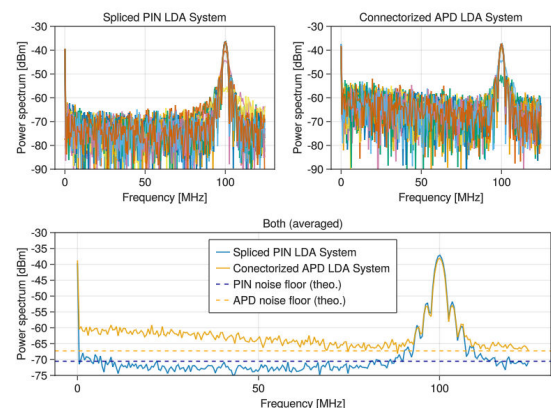 Spliced PIN LDA System
Power spectrum [dBm]
-30
-40
-50
-60
-70
-80
-90
0
50
100
Frequency [MHz]
Connectorized APD LDA System
Power spectrum [dBm]
-30
-40
-50
-60
-70
-80
-90
0
50
100
Frequency [MHz]
Both (averaged)
Power spectrum [dBm]
-30
-35
-40
-45
-50
-55
-60
-65
-70
-75
Spliced PIN LDA System
Conectorized APD LDA System
PIN noise floor (theo.)
APD noise floor (theo.)
0
50
100
Frequency [MHz]